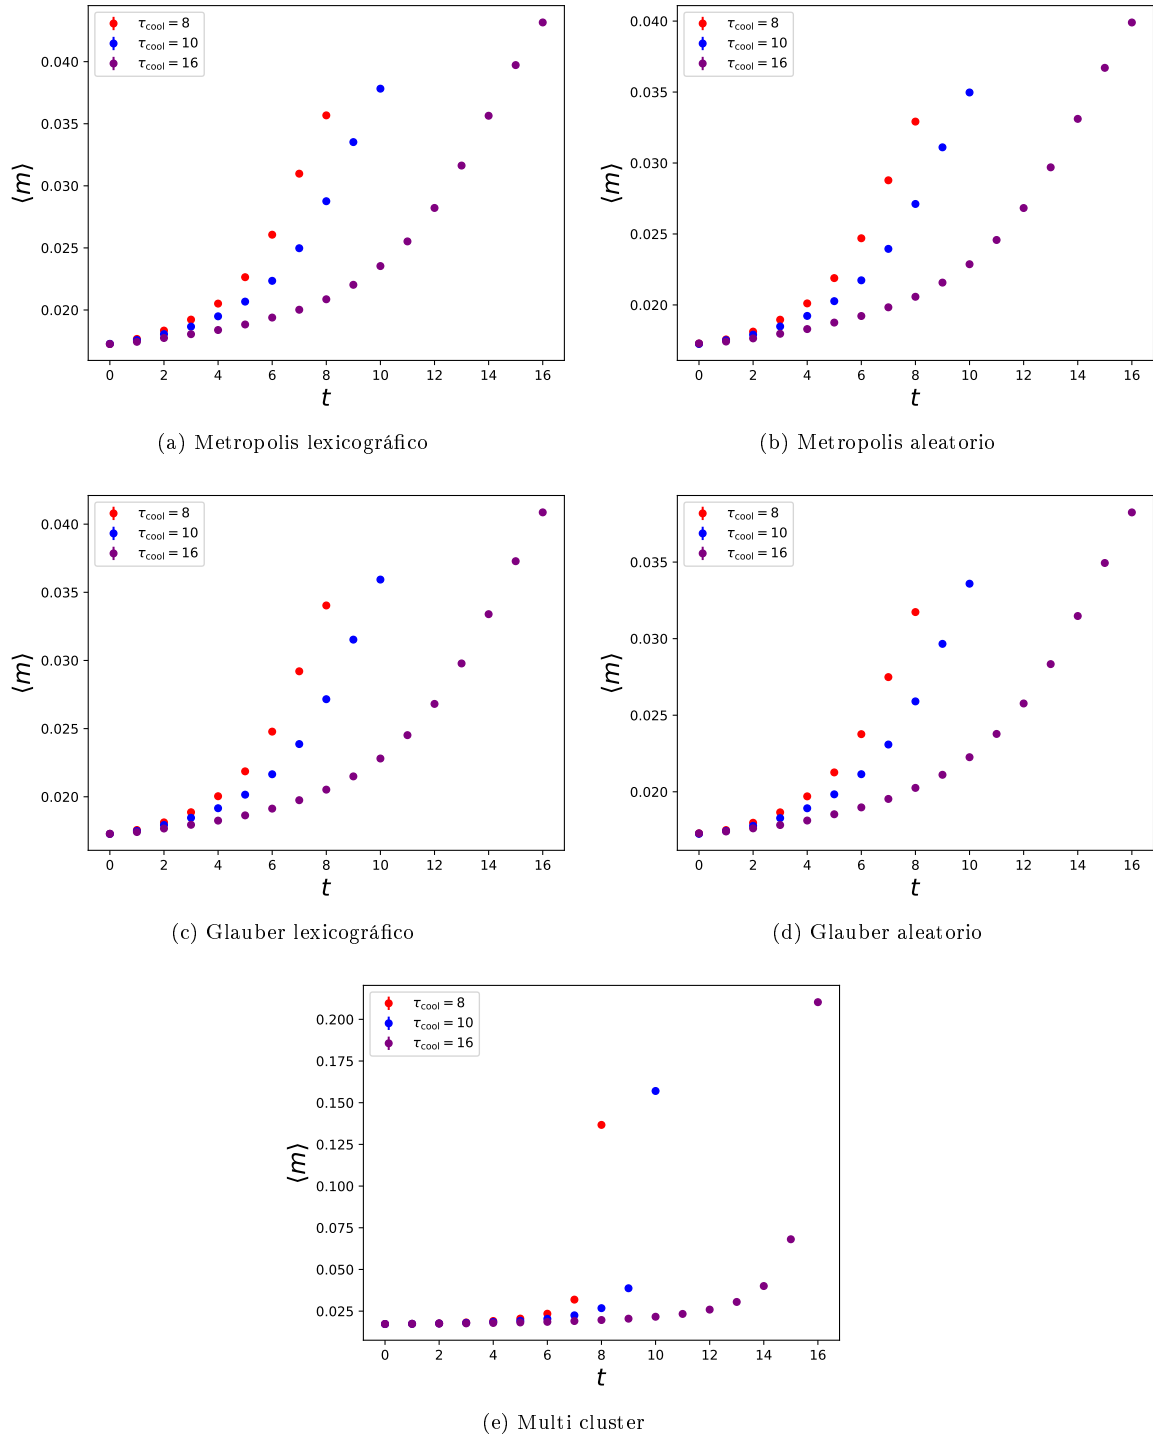 τcool = 8
τcool = 10
τcool = 16
0.040
0.035
0.030
0.025
0.020
⟨m⟩
0 2 4 6 8 10 12 14 16
t
(a) Metropolis lexicográfico
τcool = 8
τcool = 10
τcool = 16
0.040
0.035
0.030
0.025
0.020
⟨m⟩
0 2 4 6 8 10 12 14 16
t
(b) Metropolis aleatorio
τcool = 8
τcool = 10
τcool = 16
0.040
0.035
0.030
0.025
0.020
⟨m⟩
0 2 4 6 8 10 12 14 16
t
(c) Glauber lexicográfico
τcool = 8
τcool = 10
τcool = 16
0.035
0.030
0.025
0.020
⟨m⟩
0 2 4 6 8 10 12 14 16
t
(d) Glauber aleatorio
τcool = 8
τcool = 10
τcool = 16
0.200
0.175
0.150
0.125
0.100
0.075
0.050
0.025
⟨m⟩
0 2 4 6 8 10 12 14 16
t
(e) Multi cluster